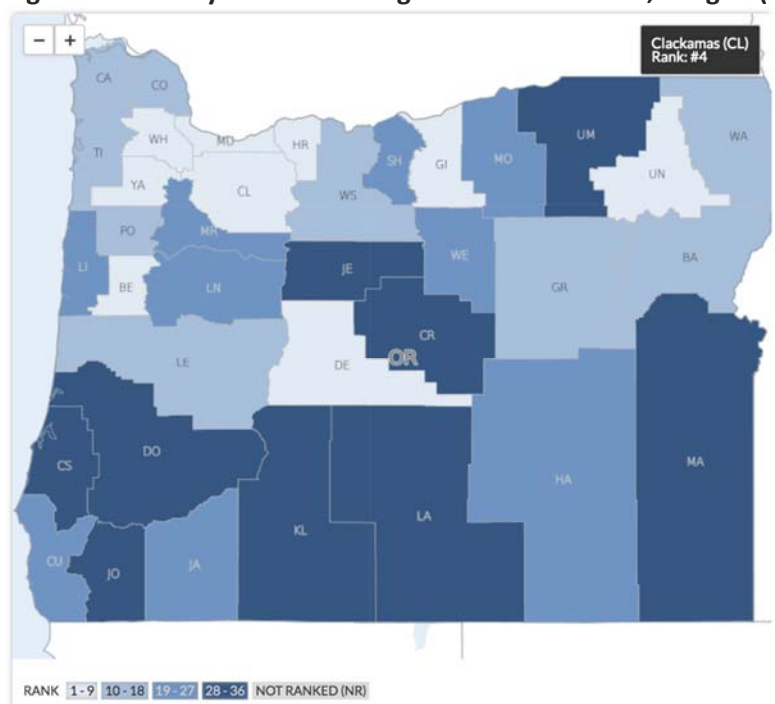 − +
Clackamas (CL)
Rank: #4
CA CO
WH MU HR
TI YA CL WS SH GI MO UM UN WA
PO MR
LI BE LN JE WE GR BA
LE DE CR OR
CS DO
KL LA HA MA
CU JO JA
RANK 1 - 9 10 - 18 19 - 27 28 - 36 NOT RANKED (NR)